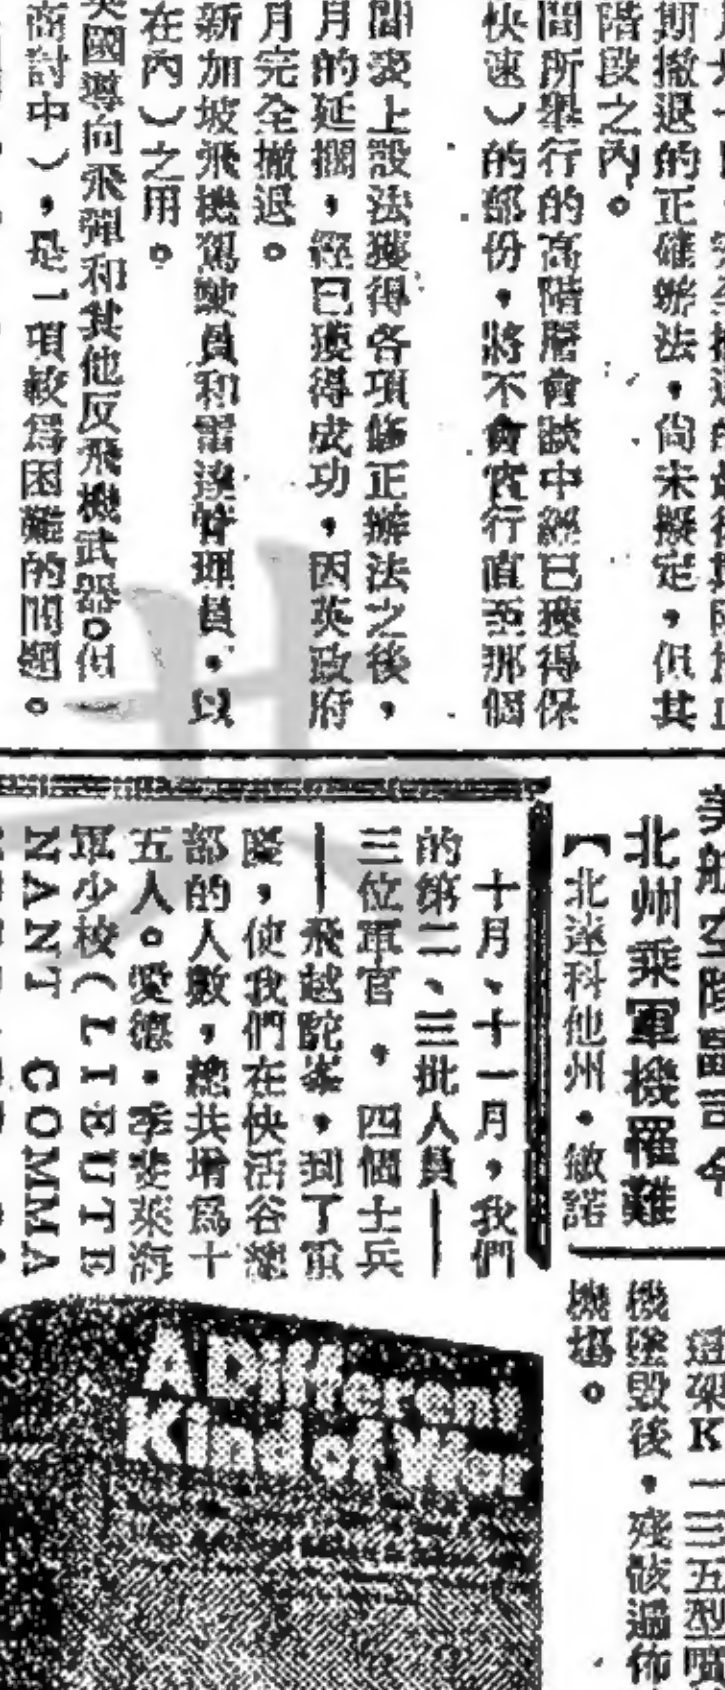 期撤退的正確辦法，尚未擬定，但其
階段之內。
間所舉行的高階層會談中經已獲得保
快速）的部份，將不會實行直至那個
間表上設法獲得各項修正辦法之後，
月的延擱，經已獲得成功，因英政府
月完全撤退。
新加坡飛機駕駛員和雷達管理員，以
在內）之用。
英國導向飛彈和其他反飛機武器。但
商討中），是一項較為困難的問題。
北州乘軍機罹難
【北達科他州·敏諾
這架K一三五型噴
機墜毀後，殘骸遍佈
機場。
十月、十一月，我們
的第二、三批人員—
三位軍官，四個士兵
—飛越駝峯，到了重
慶，使我們在快活谷總
部的人數，總共增爲十
五人。愛德·季斐萊海
軍少校（LIEUTE
NANT COMMA
A Different
Kind of War